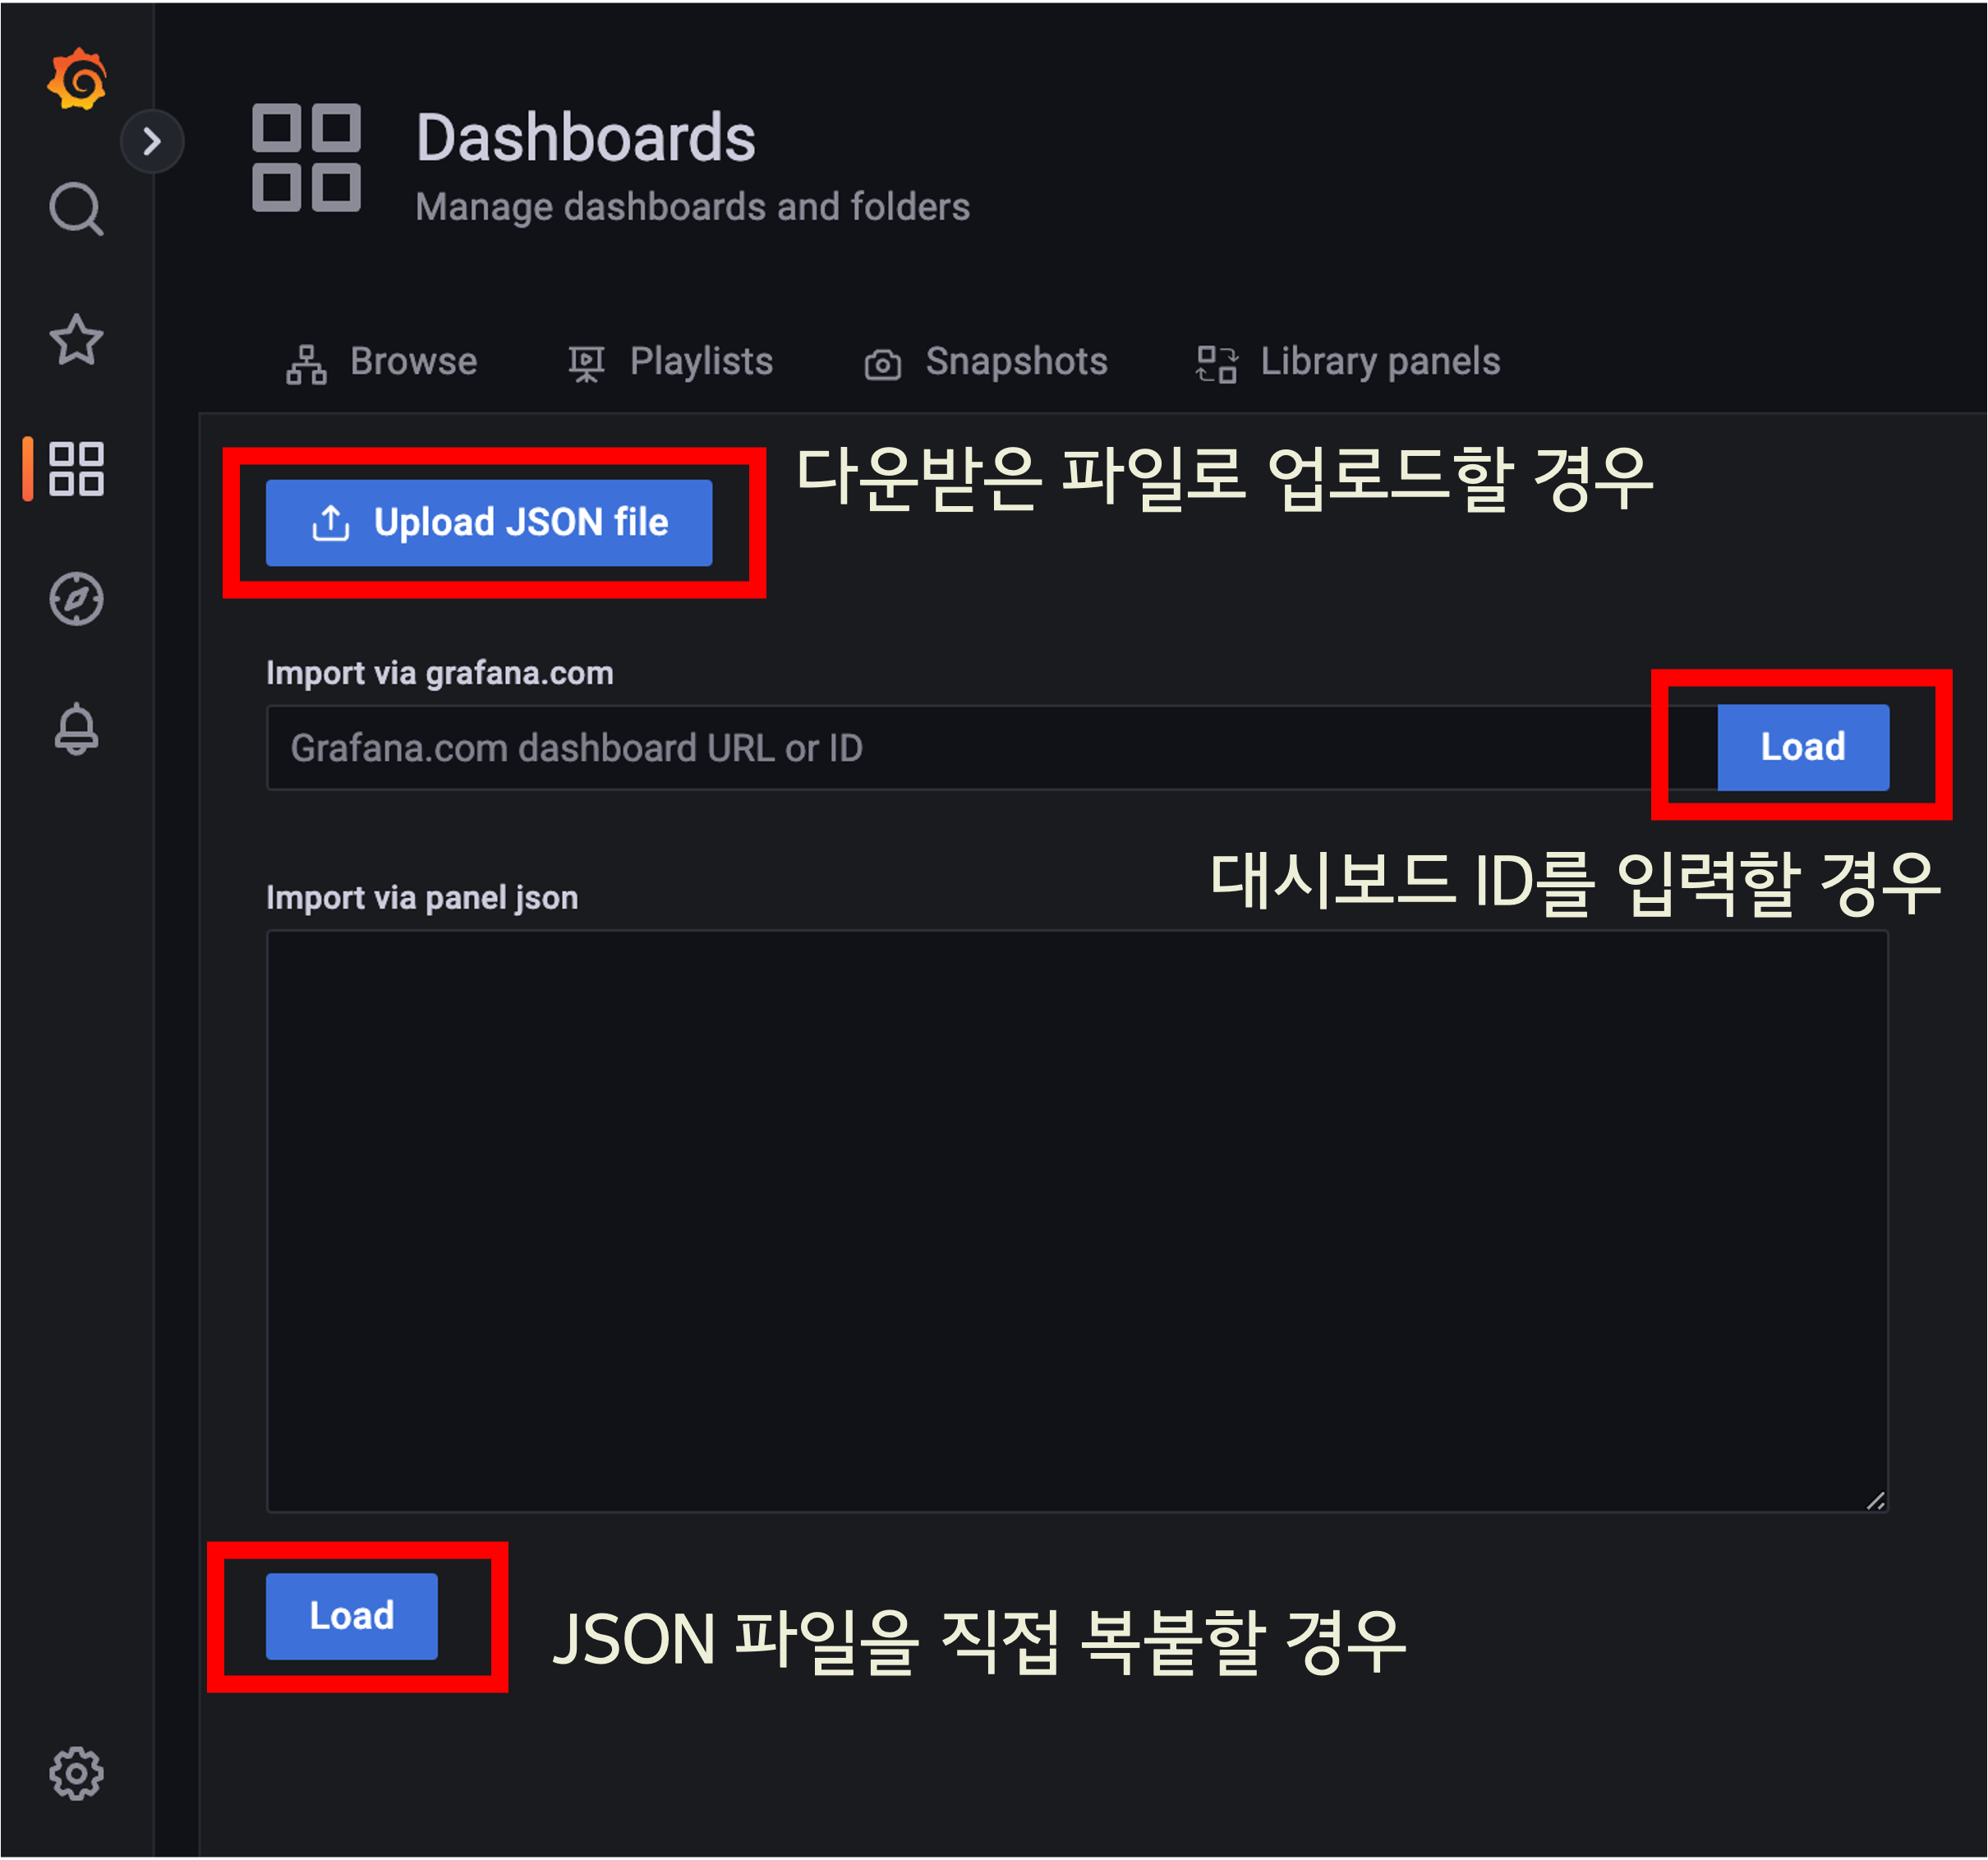 Dashboards
Manage dashboards and folders
Browse
Playlists
Snapshots
Library panels
다운받은 파일로 업로드할 경우
Upload JSON file
Import via grafana.com
Grafana.com dashboard URL or ID
Load
대시보드 ID를 입력할 경우
Import via panel json
Load
JSON 파일을 직접 복붙할 경우